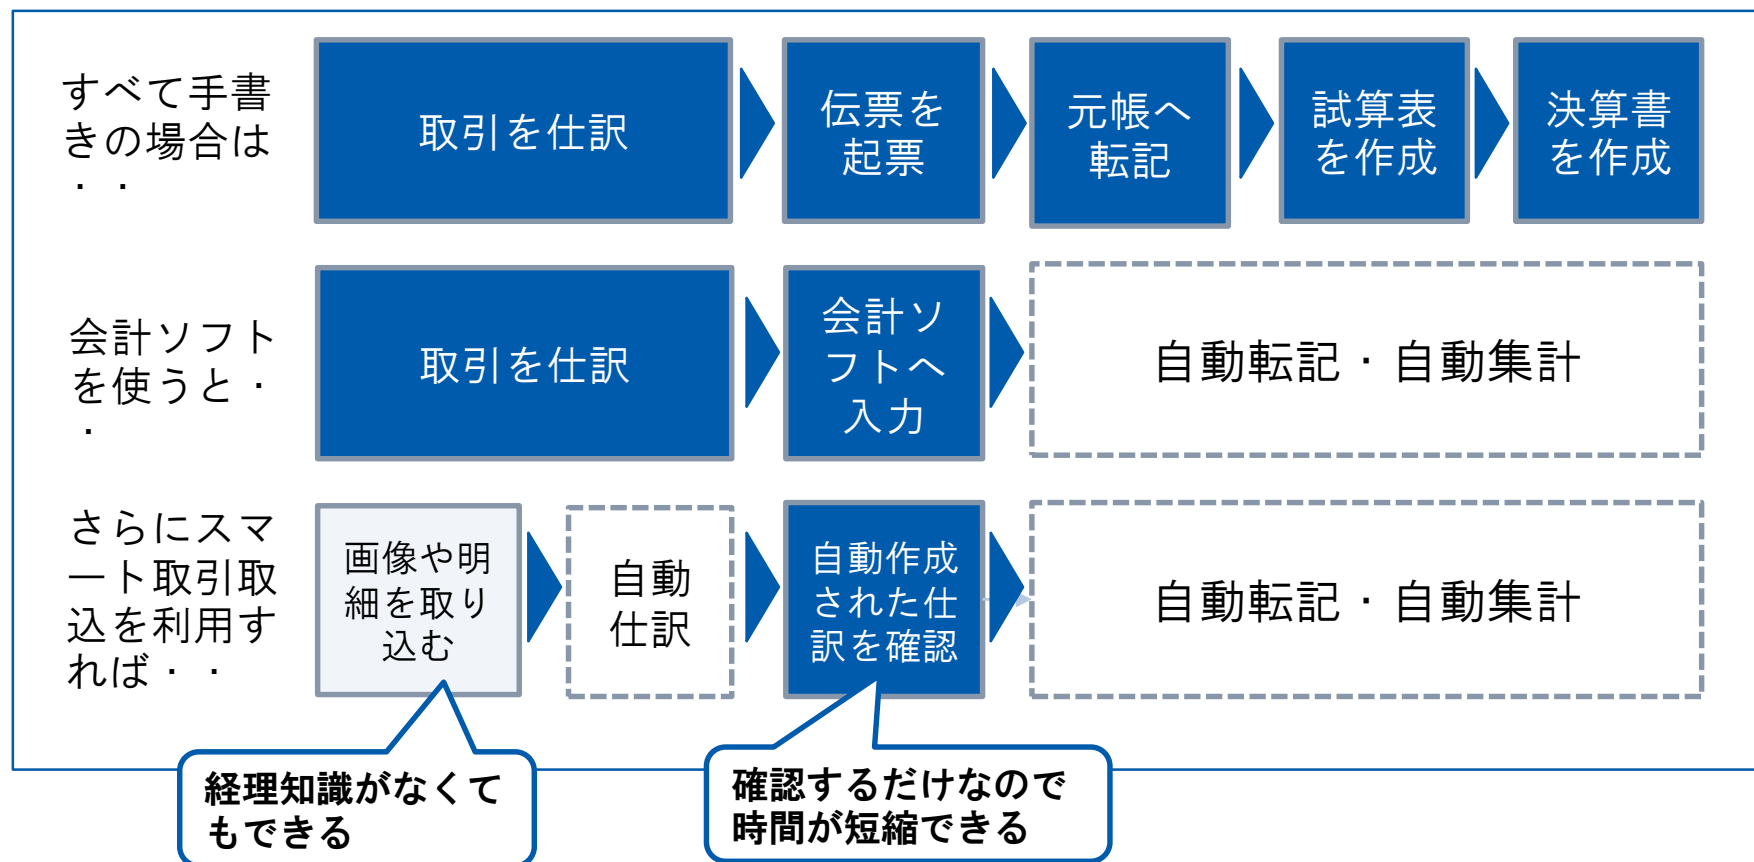 すべて手書
きの場合は
・・
取引を仕訳
伝票を
起票
元帳へ
転記
試算表
を作成
決算書
を作成
会計ソフト
を使うと・
・
取引を仕訳
会計ソ
フトへ
入力
自動転記・自動集計
さらにスマ
ート取引取
込を利用す
れば・・
画像や明
細を取り
込む
自動
仕訳
自動作成
された仕
訳を確認
自動転記・自動集計
経理知識がなくて
もできる
確認するだけなので
時間が短縮できる